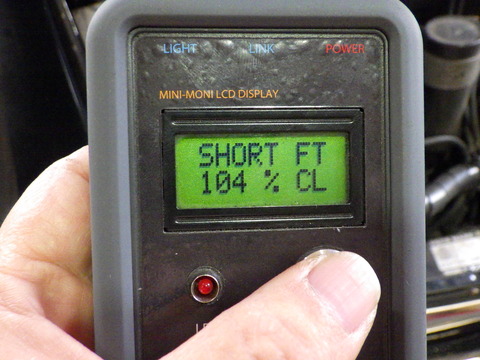 LIGHT LINK POWER
MINI-MONI LCD DISPLAY
SHORT FT
104 % CL